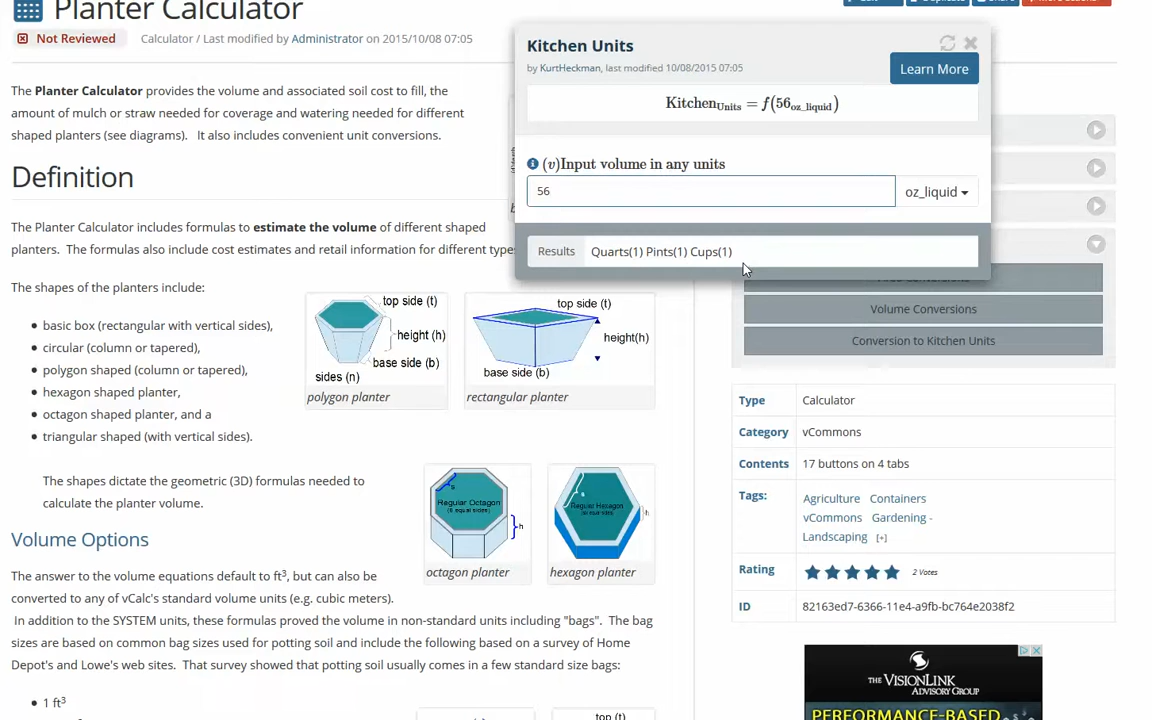 Planter Calculator
Not Reviewed
Calculator / Last modified by Administrator on 2015/10/08 07:05
The Planter Calculator provides the volume and associated soil cost to fill, the
amount of mulch or straw needed for coverage and watering needed for different
shaped planters (see diagrams). It also includes convenient unit conversions.
Definition
The Planter Calculator includes formulas to estimate the volume of different shaped
planters. The formulas also include cost estimates and retail information for different types
The shapes of the planters include:
• basic box (rectangular with vertical sides),
• circular (column or tapered),
• polygon shaped (column or tapered),
• hexagon shaped planter,
• octagon shaped planter, and a
• triangular shaped (with vertical sides).
top side (t)
height (h)
base side (b)
sides (n)
polygon planter
top side (t)
height(h)
base side (b)
rectangular planter
The shapes dictate the geometric (3D) formulas needed to
calculate the planter volume.
Regular Octagon
s
h
octagon planter
Regular Hexagon
s
h
hexagon planter
Volume Options
The answer to the volume equations default to ft³, but can also be
converted to any of vCalc's standard volume units (e.g. cubic meters).
In addition to the SYSTEM units, these formulas proved the volume in non-standard units including "bags". The bag
sizes are based on common bag sizes used for potting soil and include the following based on a survey of Home
Depot's and Lowe's web sites. That survey showed that potting soil usually comes in a few standard size bags:
• 1 ft³
top (t)
Kitchen Units
by KurtHeckman, last modified 10/08/2015 07:05
Learn More
Kitchen_Units = f(56_oz_liquid)
(v)Input volume in any units
56
oz_liquid
Results
Quarts(1) Pints(1) Cups(1)
Volume Conversions
Conversion to Kitchen Units
Type Calculator
Category vCommons
Contents 17 buttons on 4 tabs
Tags: Agriculture Containers
vCommons Gardening -
Landscaping [+]
Rating 2 Votes
ID 82163ed7-6366-11e4-a9fb-bc764e2038f2
THE VISIONLINK
ADVISORY GROUP
PERFORMANCE-BASED